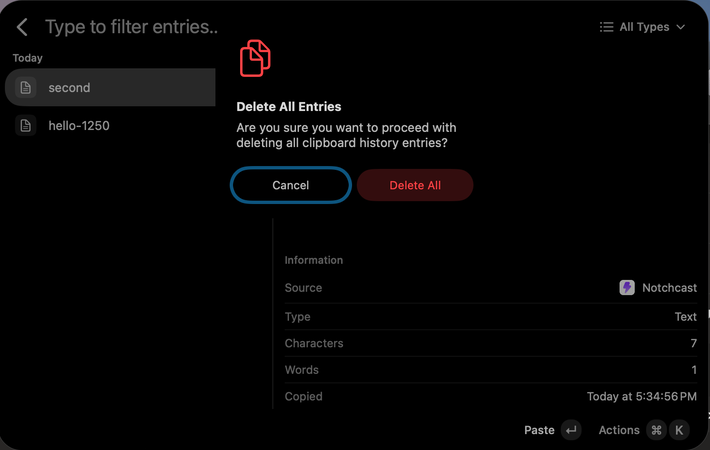 Type to filter entries..
All Types
Today
second
hello-1250
Delete All Entries
Are you sure you want to proceed with
deleting all clipboard history entries?
Cancel
Delete All
Information
Source
Notchcast
Type
Text
Characters
7
Words
1
Copied
Today at 5:34:56 PM
Paste ↵
Actions ⌘ K